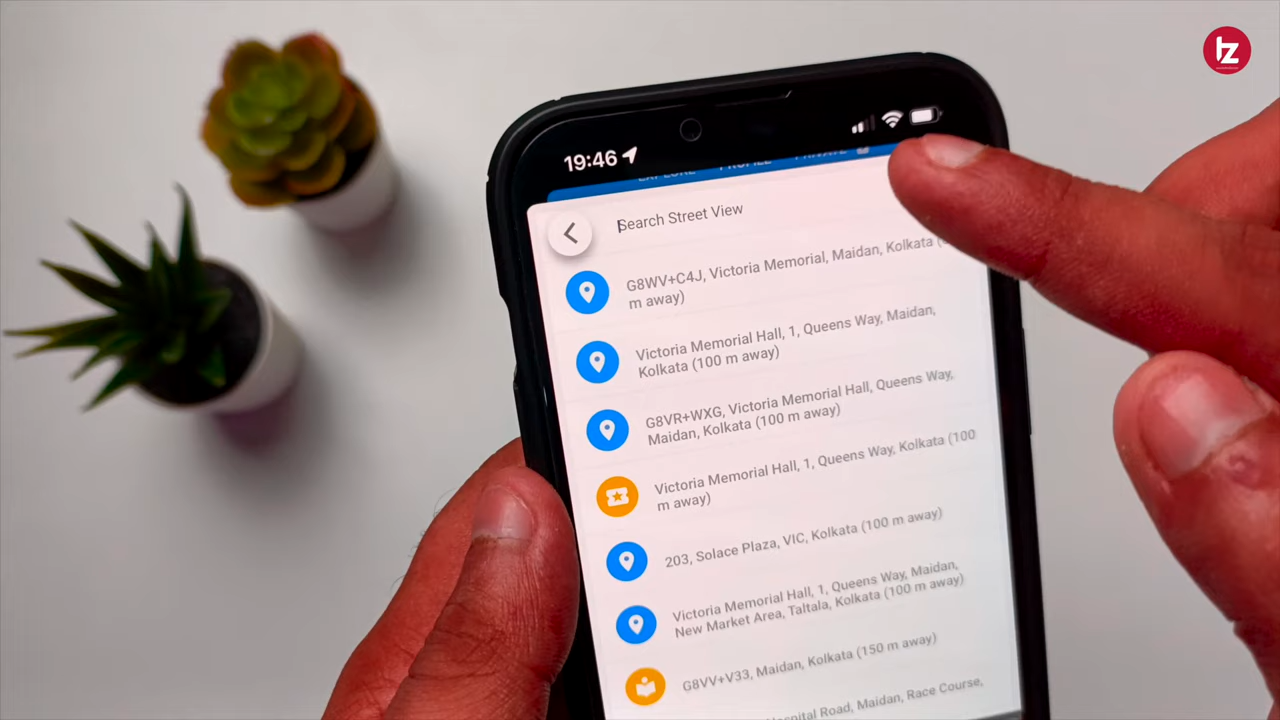 19:46
EXPLORE PROFILE PRIVATE
Search Street View
G8WV+C4J, Victoria Memorial, Maidan, Kolkata
m away)
Victoria Memorial Hall, 1, Queens Way, Maidan,
Kolkata (100 m away)
G8VR+WXG, Victoria Memorial Hall, Queens Way,
Maidan, Kolkata (100 m away)
Victoria Memorial Hall, 1, Queens Way, Kolkata (100
m away)
203, Solace Plaza, VIC, Kolkata (100 m away)
Victoria Memorial Hall, 1, Queens Way, Maidan,
New Market Area, Taltala, Kolkata (100 m away)
G8VV+V33, Maidan, Kolkata (150 m away)
Hospital Road, Maidan, Race Course,